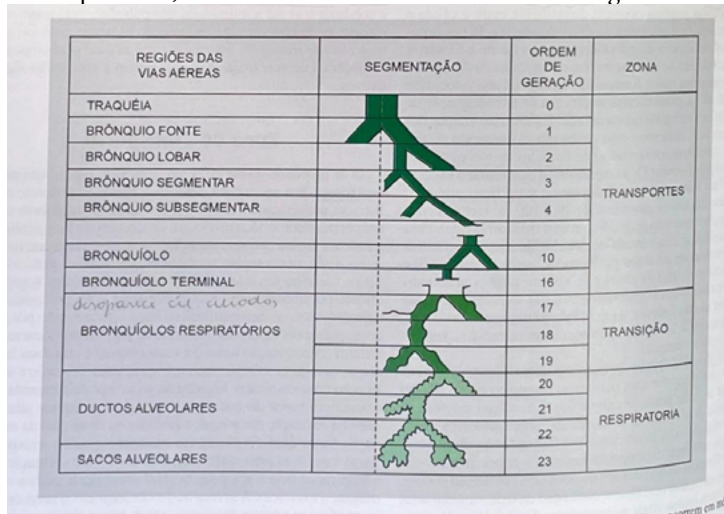 REGIÕES DAS
VIAS AÉREAS
SEGMENTAÇÃO
ORDEM
DE
GERAÇÃO
ZONA
TRAQUÉIA 0
BRÔNQUIO FONTE 1
BRÔNQUIO LOBAR 2
BRÔNQUIO SEGMENTAR 3
BRÔNQUIO SUBSEGMENTAR 4
TRANSPORTES
BRONQUÍOLO 10
BRONQUÍOLO TERMINAL 16
17
BRONQUÍOLOS RESPIRATÓRIOS 18
TRANSIÇÃO
19
20
DUCTOS ALVEOLARES 21
RESPIRATORIA
22
SACOS ALVEOLARES 23